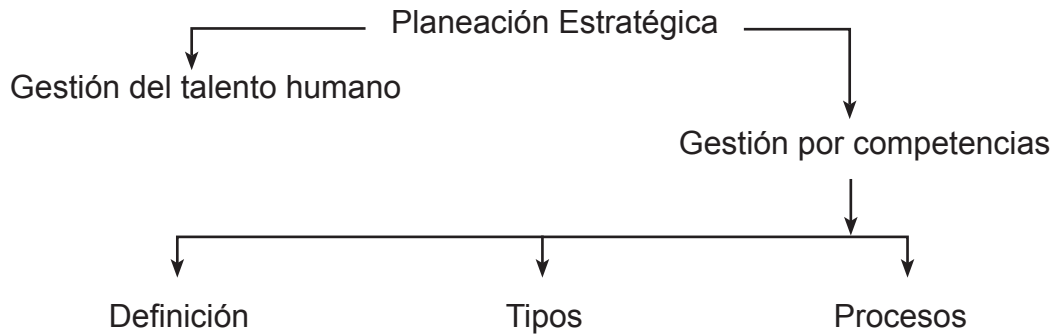 Planeación Estratégica
Gestión del talento humano
Gestión por competencias
Definición
Tipos
Procesos